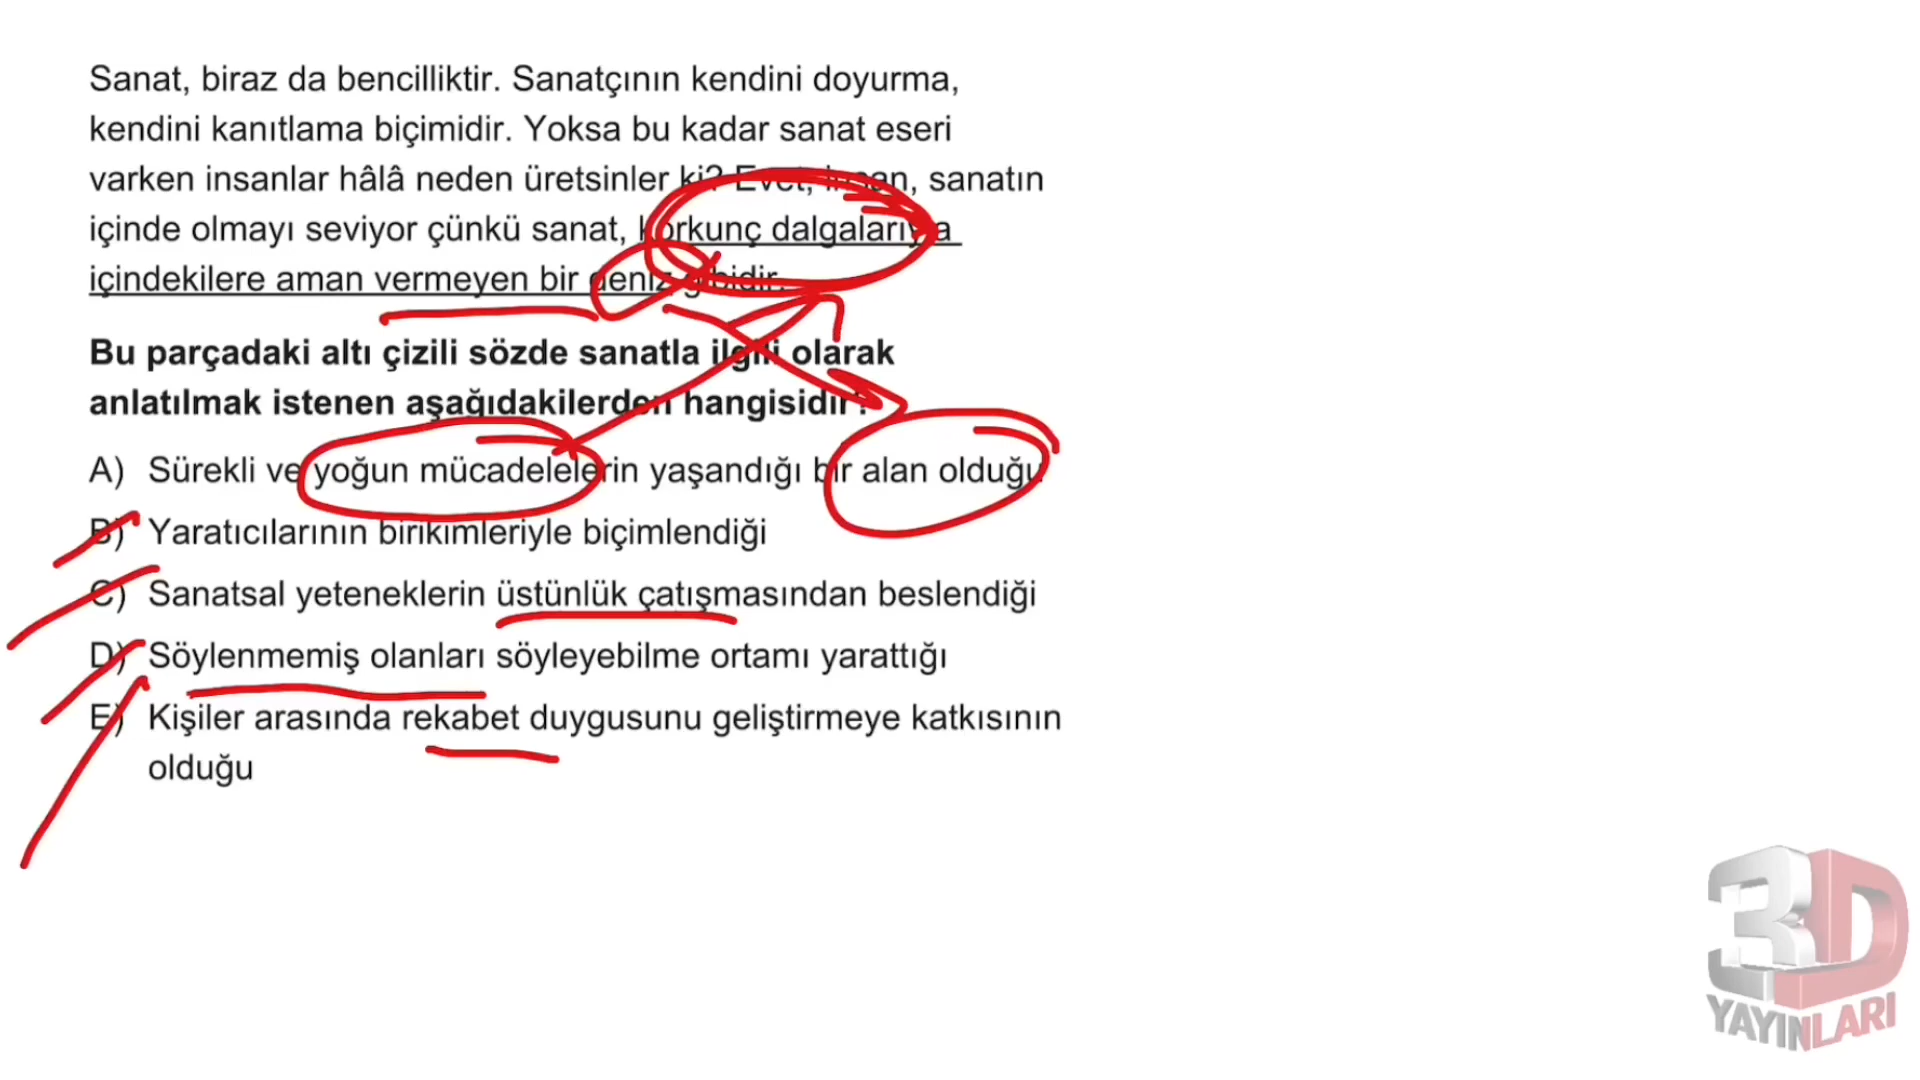 Sanat, biraz da bencilliktir. Sanatçının kendini doyurma,
kendini kanıtlama biçimidir. Yoksa bu kadar sanat eseri
varken insanlar hâlâ neden üretsinler ki? Evet, insan, sanatın
içinde olmayı seviyor çünkü sanat, korkunç dalgalarıyla
içindekilere aman vermeyen bir deniz gibidir.
Bu parçadaki altı çizili sözde sanatla ilgili olarak
anlatılmak istenen aşağıdakilerden hangisidir?
A) Sürekli ve yoğun mücadelelerin yaşandığı bir alan olduğu
B) Yaratıcılarının birikimleriyle biçimlendiği
C) Sanatsal yeteneklerin üstünlük çatışmasından beslendiği
D) Söylenmemiş olanları söyleyebilme ortamı yarattığı
E) Kişiler arasında rekabet duygusunu geliştirmeye katkısının
olduğu
3D
YAYINLARI